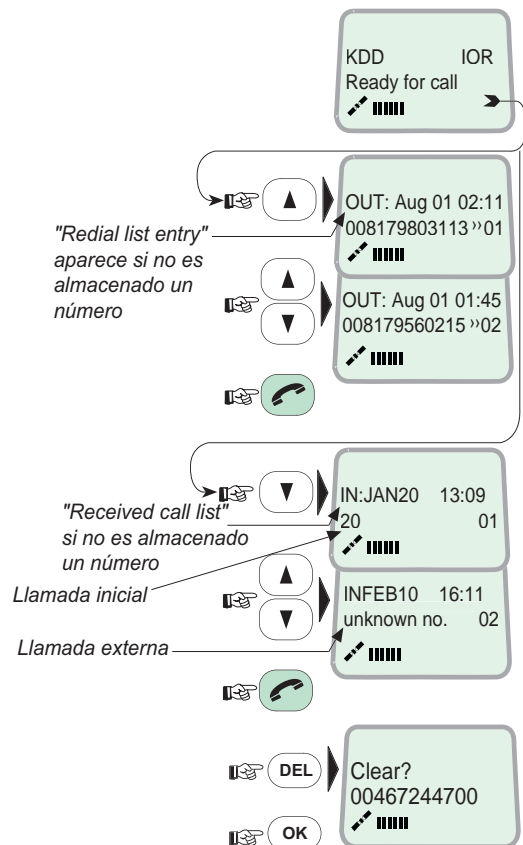 KDD IOR
Ready for call
OUT: Aug 01 02:11
008179803113 ›› 01
"Redial list entry"
aparece si no es
almacenado un
número
OUT: Aug 01 01:45
008179560215 ›› 02
IN:JAN20 13:09
20 01
"Received call list"
si no es almacenado
un número
Llamada inicial
INFEB10 16:11
unknown no. 02
Llamada externa
DEL
Clear?
00467244700
OK